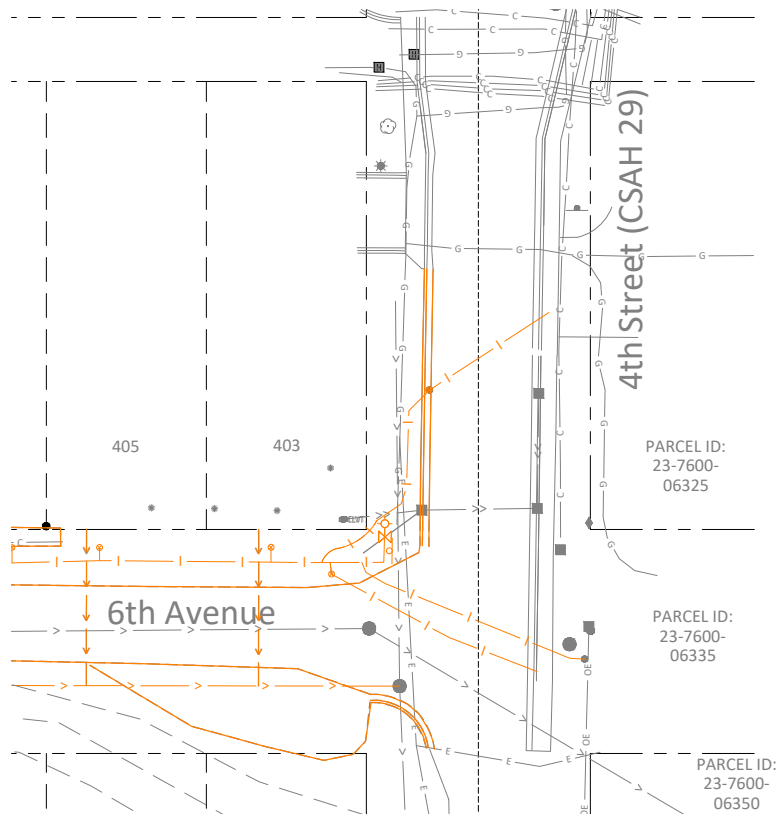 4th Street (CSAH 29)
405
403
PARCEL ID:
23-7600-
06325
6th Avenue
PARCEL ID:
23-7600-
06335
PARCEL ID:
23-7600-
06350